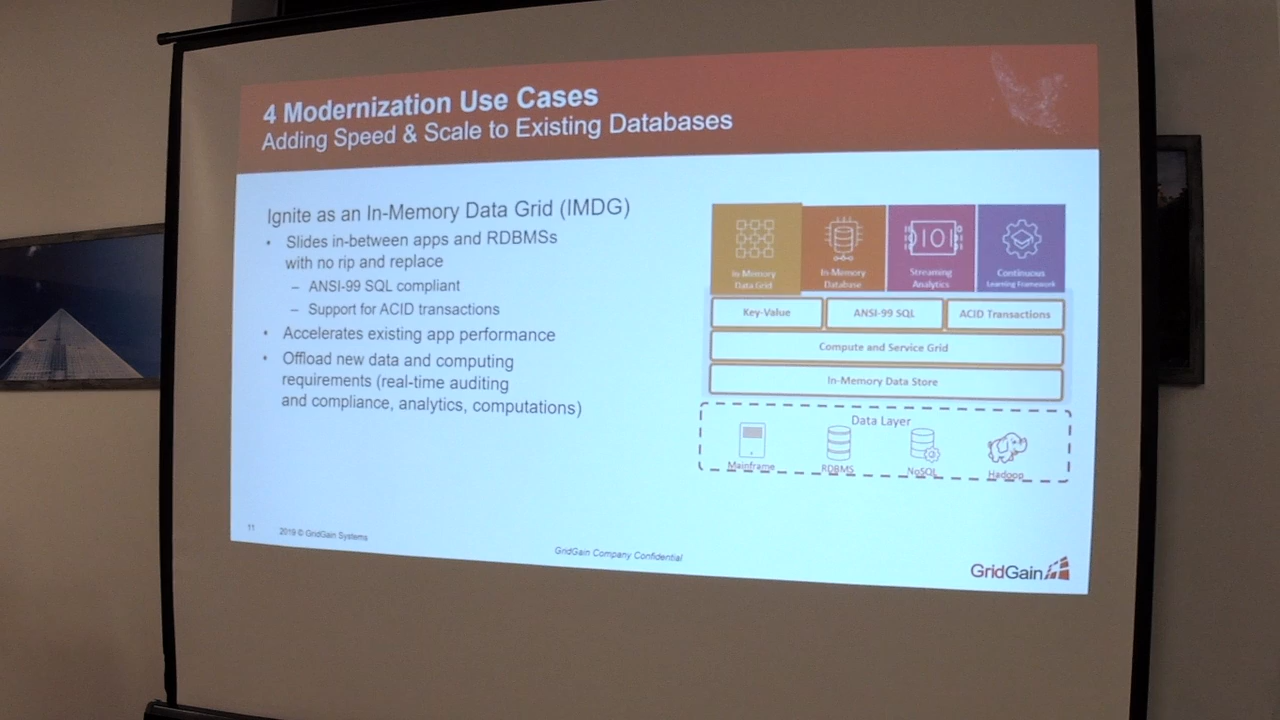 4 Modernization Use Cases
Adding Speed & Scale to Existing Databases
Ignite as an In-Memory Data Grid (IMDG)
• Slides in-between apps and RDBMSs
with no rip and replace
– ANSI-99 SQL compliant
– Support for ACID transactions
• Accelerates existing app performance
• Offload new data and computing
requirements (real-time auditing
and compliance, analytics, computations)
In-Memory
Data Grid
In-Memory
Database
Streaming
Analytics
Continuous
Learning Framework
Key-Value
ANSI-99 SQL
ACID Transactions
Compute and Service Grid
In-Memory Data Store
Data Layer
Mainframe
RDBMS
NoSQL
Hadoop
11
2019 © GridGain Systems
GridGain Company Confidential
GridGain